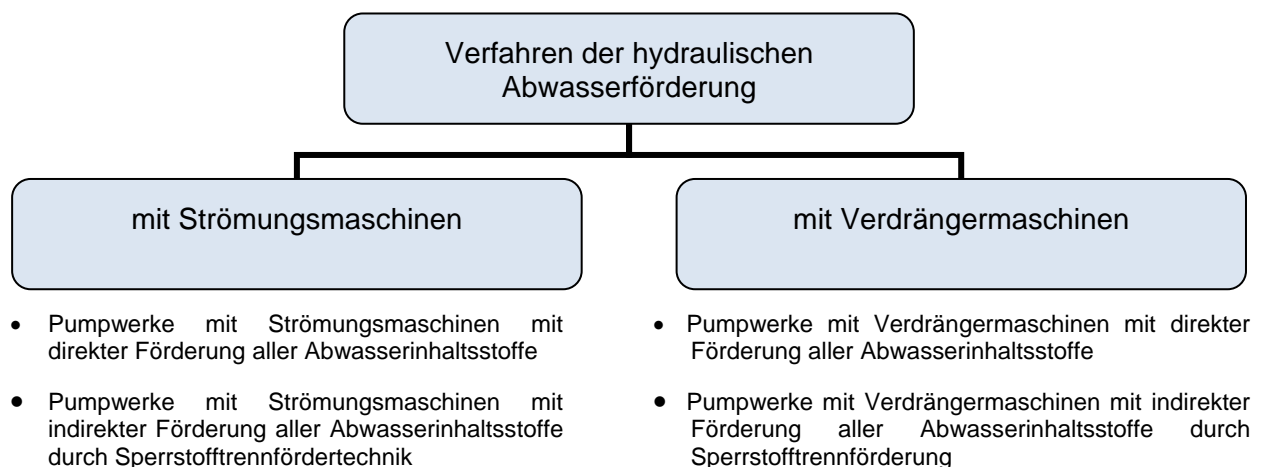 Verfahren der hydraulischen
Abwasserförderung
mit Strömungsmaschinen
mit Verdrängermaschinen
• Pumpwerke mit Strömungsmaschinen mit
direkter Förderung aller Abwasserinhaltsstoffe
• Pumpwerke mit Strömungsmaschinen mit
indirekter Förderung aller Abwasserinhaltsstoffe
durch Sperrstofftrennfördertechnik
• Pumpwerke mit Verdrängermaschinen mit direkter
Förderung aller Abwasserinhaltsstoffe
• Pumpwerke mit Verdrängermaschinen mit indirekter
Förderung aller Abwasserinhaltsstoffe durch
Sperrstofftrennförderung